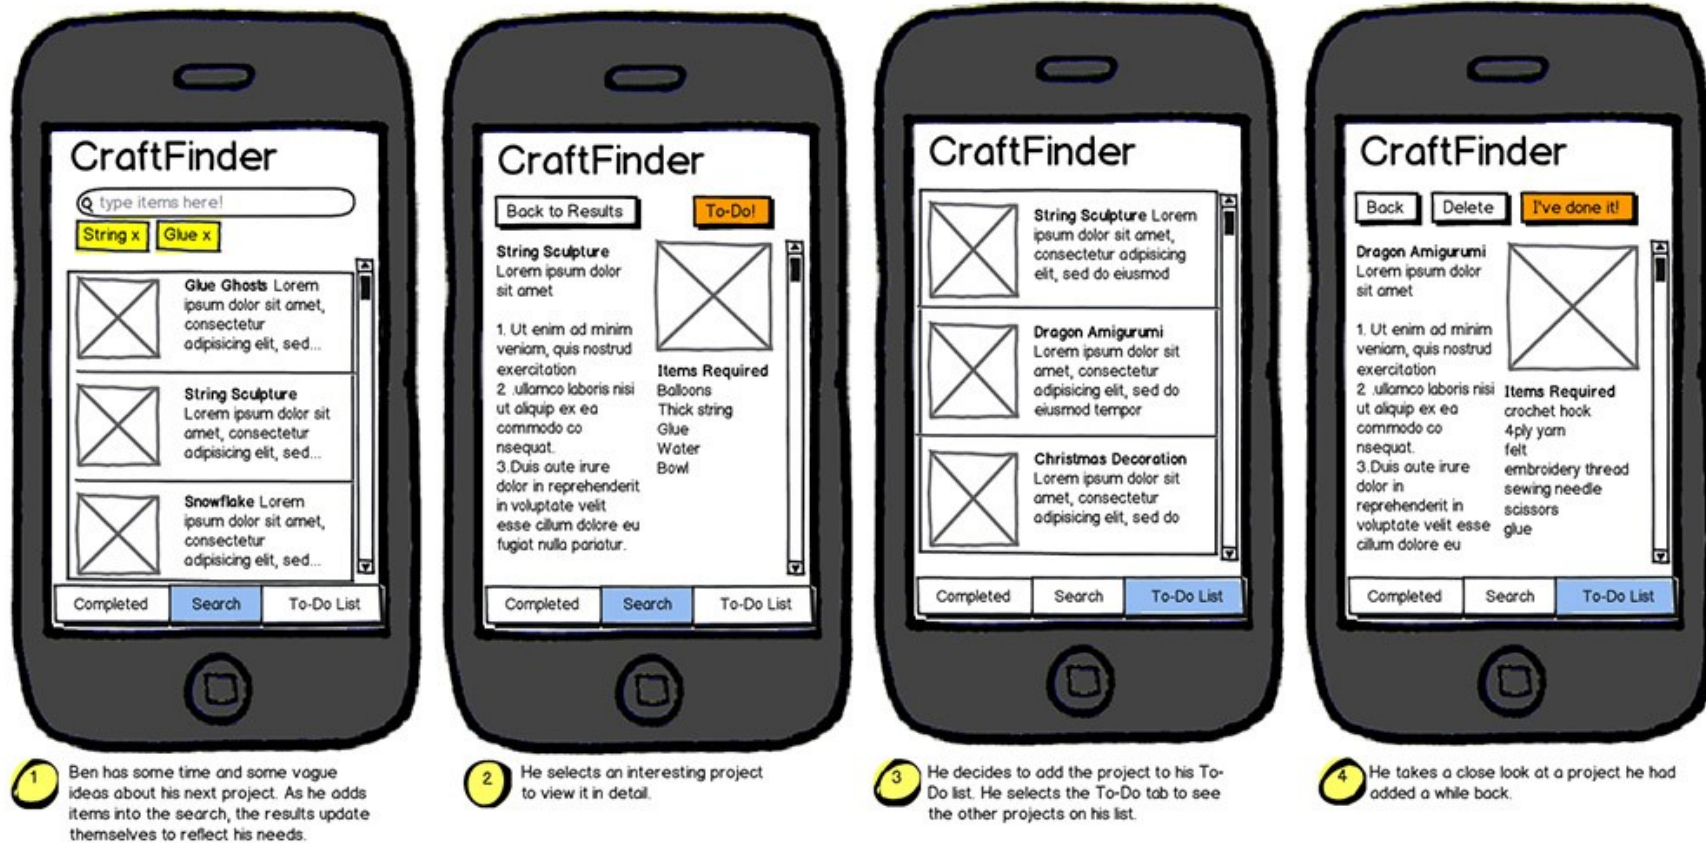 CraftFinder
type items here!
String x
Glue x
Glue Ghosts Lorem
ipsum dolor sit amet,
consectetur
adipisicing elit, sed...
String Sculpture
Lorem ipsum dolor sit
amet, consectetur
adipisicing elit, sed...
Snowflake Lorem
ipsum dolor sit amet,
consectetur
adipisicing elit, sed...
Completed
Search
To-Do List
1
Ben has some time and some vague
ideas about his next project. As he adds
items into the search, the results update
themselves to reflect his needs.
CraftFinder
Back to Results
To-Do!
String Sculpture
Lorem ipsum dolor
sit amet
1. Ut enim ad minim
veniam, quis nostrud
exercitation
2 .ullamco laboris nisi
ut aliquip ex ea
commodo co
nsequat.
3.Duis aute irure
dolor in reprehenderit
in voluptate velit
esse cillum dolore eu
fugiat nulla pariatur.
Items Required
Balloons
Thick string
Glue
Water
Bowl
Completed
Search
To-Do List
2
He selects an interesting project
to view it in detail.
CraftFinder
String Sculpture Lorem
ipsum dolor sit amet,
consectetur adipisicing
elit, sed do eiusmod
Dragon Amigurumi
Lorem ipsum dolor sit
amet, consectetur
adipisicing elit, sed do
eiusmod tempor
Christmas Decoration
Lorem ipsum dolor sit
amet, consectetur
adipisicing elit, sed do
Completed
Search
To-Do List
3
He decides to add the project to his To-
Do list. He selects the To-Do tab to see
the other projects on his list.
CraftFinder
Back
Delete
I've done it!
Dragon Amigurumi
Lorem ipsum dolor
sit amet
1. Ut enim ad minim
veniam, quis nostrud
exercitation
2 .ullamco laboris nisi
ut aliquip ex ea
commodo co
nsequat.
3.Duis aute irure
dolor in
reprehenderit in
voluptate velit esse
cillum dolore eu
Items Required
crochet hook
4ply yarn
felt
embroidery thread
sewing needle
scissors
glue
Completed
Search
To-Do List
4
He takes a close look at a project he had
added a while back.